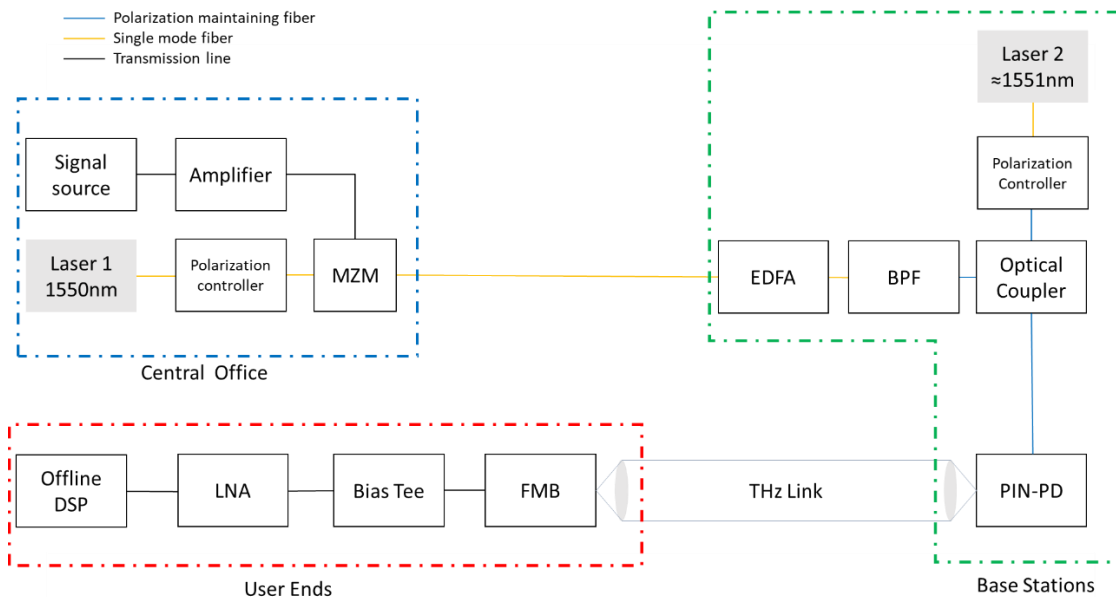 Polarization maintaining fiber
Single mode fiber
Transmission line
Laser 2
≈1551nm
Polarization
Controller
Signal
source
Amplifier
Laser 1
1550nm
Polarization
controller
MZM
EDFA
BPF
Optical
Coupler
Central Office
Offline
DSP
LNA
Bias Tee
FMB
THz Link
PIN-PD
User Ends
Base Stations